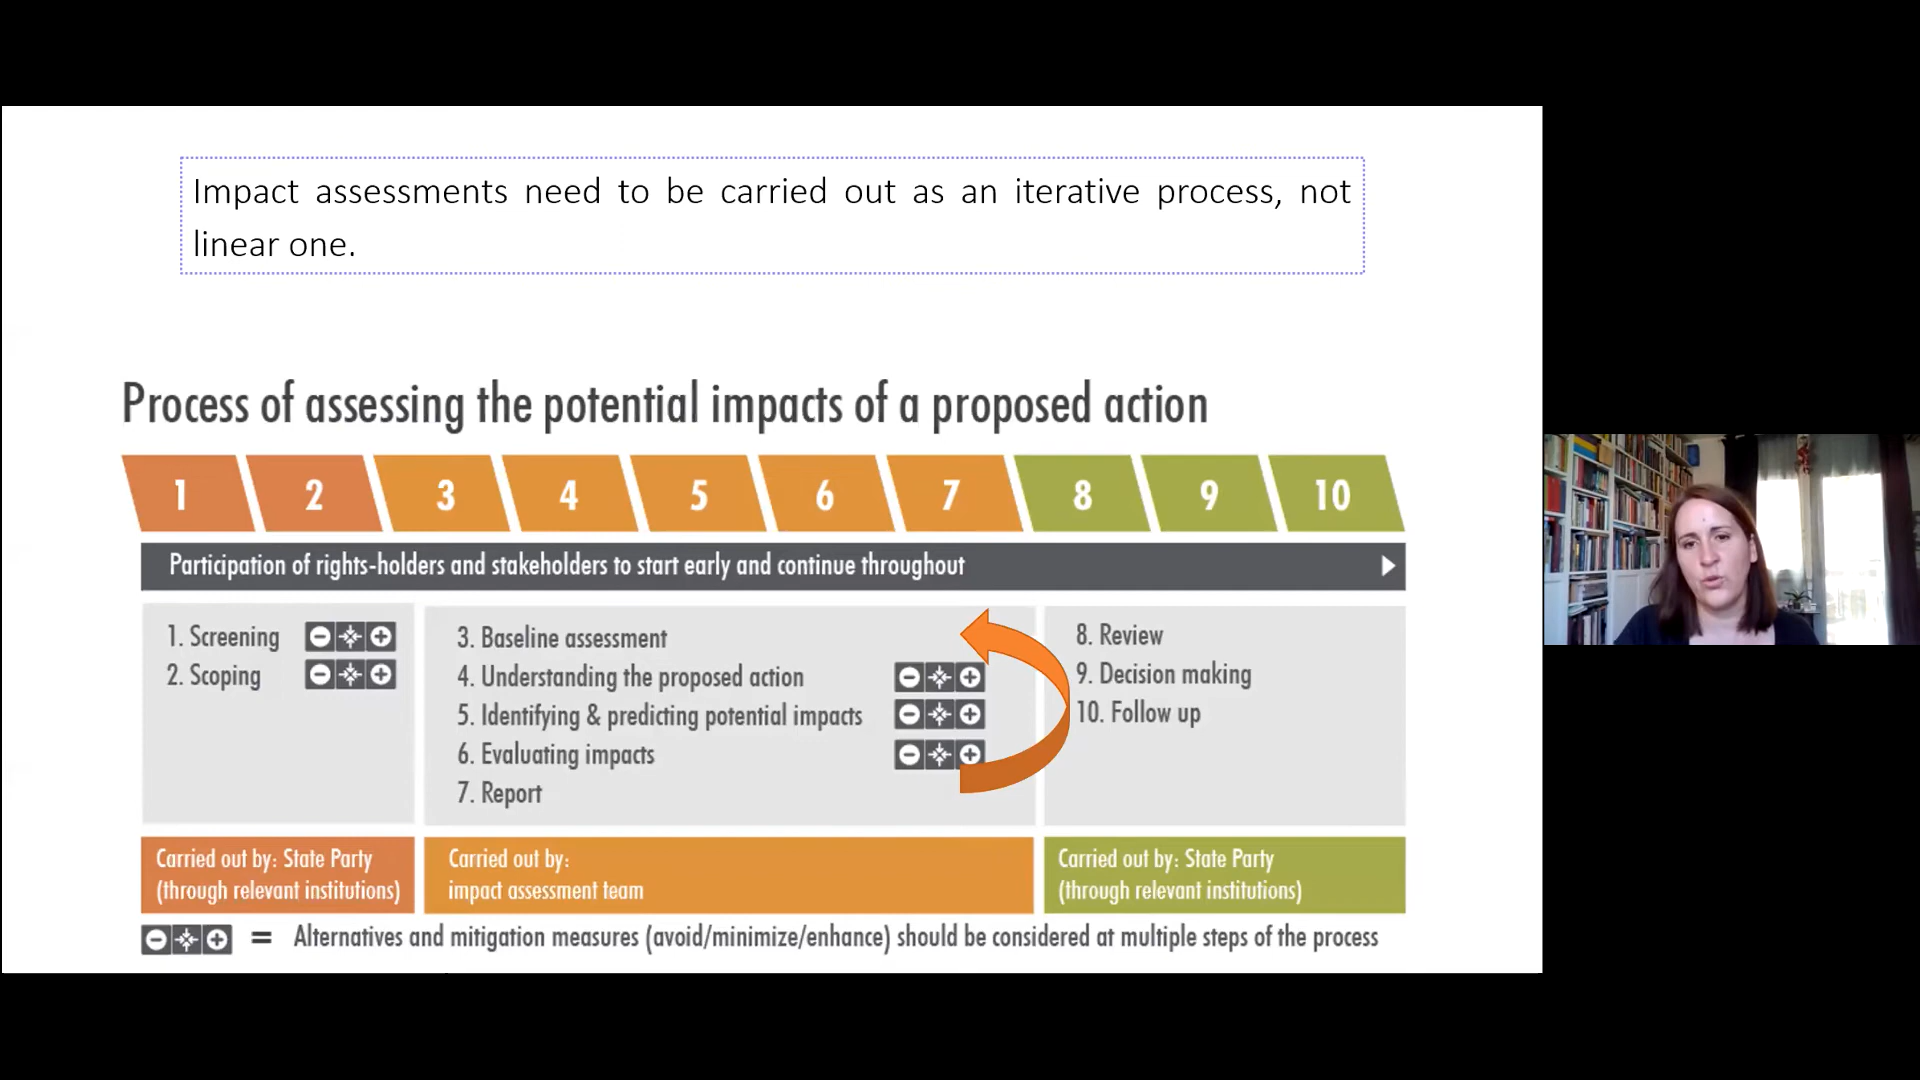 Impact assessments need to be carried out as an iterative process, not
linear one.
Process of assessing the potential impacts of a proposed action
1 2 3 4 5 6 7 8 9 10
Participation of rights-holders and stakeholders to start early and continue throughout
1. Screening
2. Scoping
3. Baseline assessment
4. Understanding the proposed action
5. Identifying & predicting potential impacts
6. Evaluating impacts
7. Report
8. Review
9. Decision making
10. Follow up
Carried out by: State Party
(through relevant institutions)
Carried out by:
impact assessment team
Carried out by: State Party
(through relevant institutions)
= Alternatives and mitigation measures (avoid/minimize/enhance) should be considered at multiple steps of the process